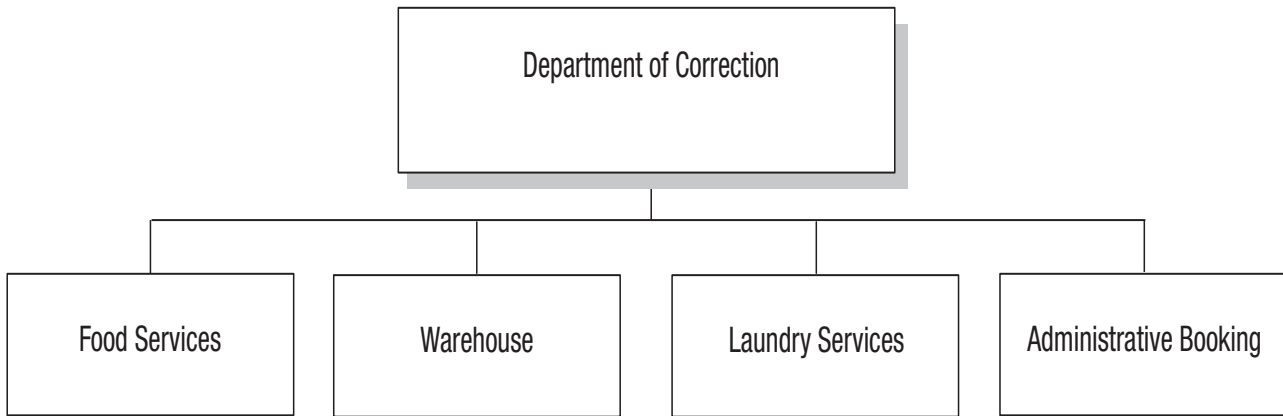 Department of Correction
Food Services
Warehouse
Laundry Services
Administrative Booking